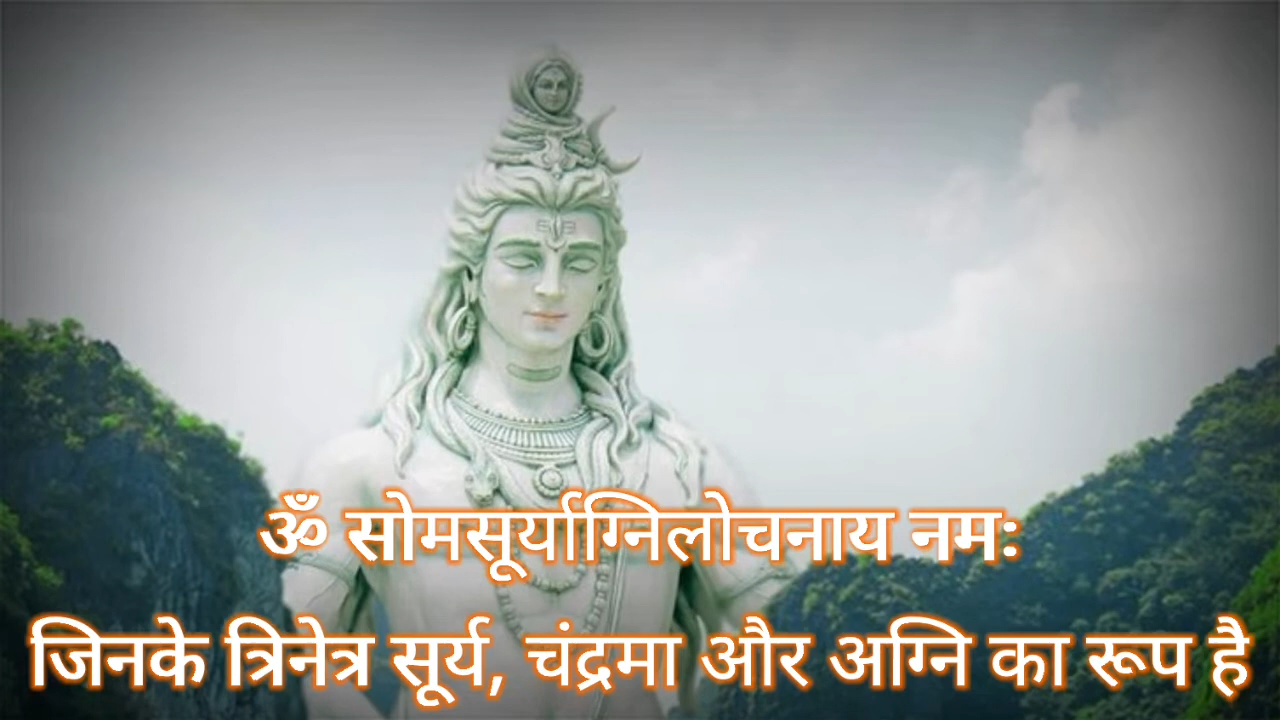 ॐ सोमसूर्याग्निलोचनाय नमः
जिनके त्रिनेत्र सूर्य, चंद्रमा और अग्नि का रूप है